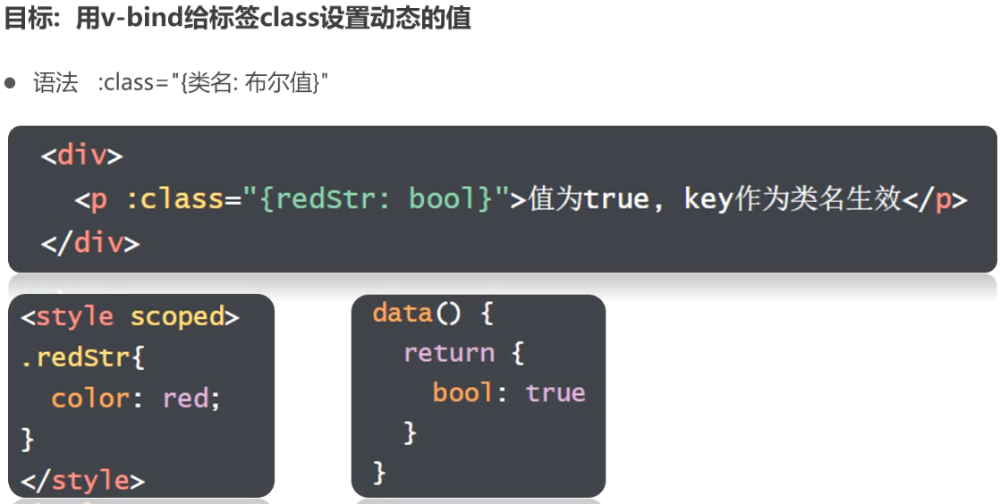 目标: 用v-bind给标签class设置动态的值
● 语法 :class="{类名: 布尔值}"
<div>
<p :class="{redStr: bool}">值为true, key作为类名生效</p>
</div>
<style scoped>
.redStr{
color: red;
}
</style>
data() {
return {
bool: true
}
}